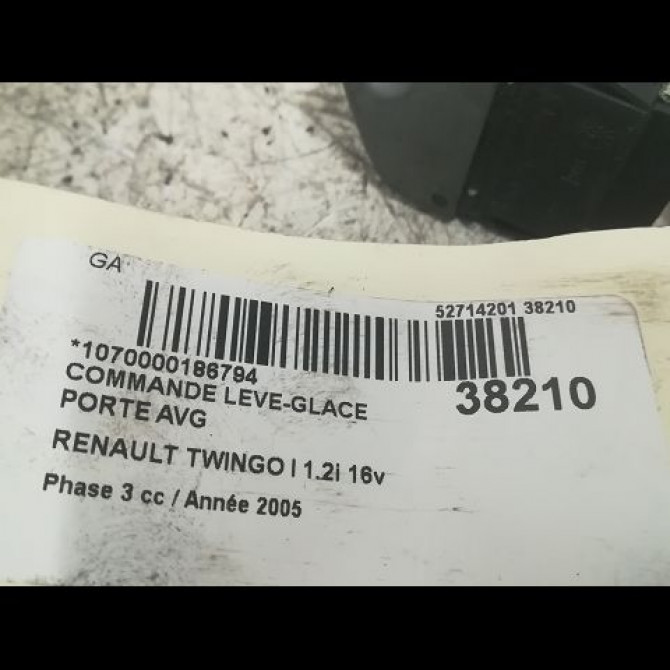 GA
52714201 38210
*1070000186794
38210
COMMANDE LEVE-GLACE
PORTE AVG
RENAULT TWINGO I 1.2i 16v
Phase 3 cc / Année 2005